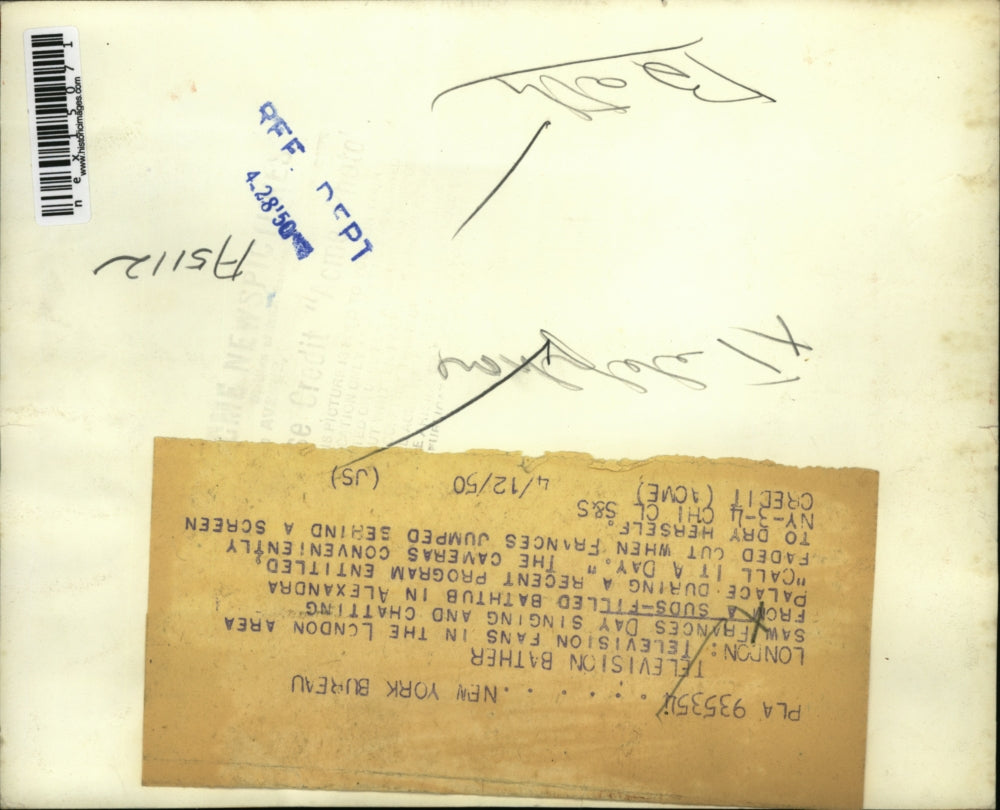 PLA 935354 . . . . . . NEW YORK BUREAU
TELEVISION BATHER
LONDON: TELEVISION FANS IN THE LONDON AREA
SAW FRANCES DAY SINGING AND CHATTING
FROM A SUDS-FILLED BATHTUB IN ALEXANDRA
PALACE DURING A RECENT PROGRAM ENTITLED
"CALL IT A DAY." THE CAMERAS CONVENIENTLY
FADED OUT WHEN FRANCES JUMPED BEHIND A SCREEN
TO DRY HERSELF.
NY-3-4 CHI CL S&S
CREDIT (ACME) 4/12/50 (JS)
A5112
REF. DEPT
4-28'50
nex15071
www.historicimages.com